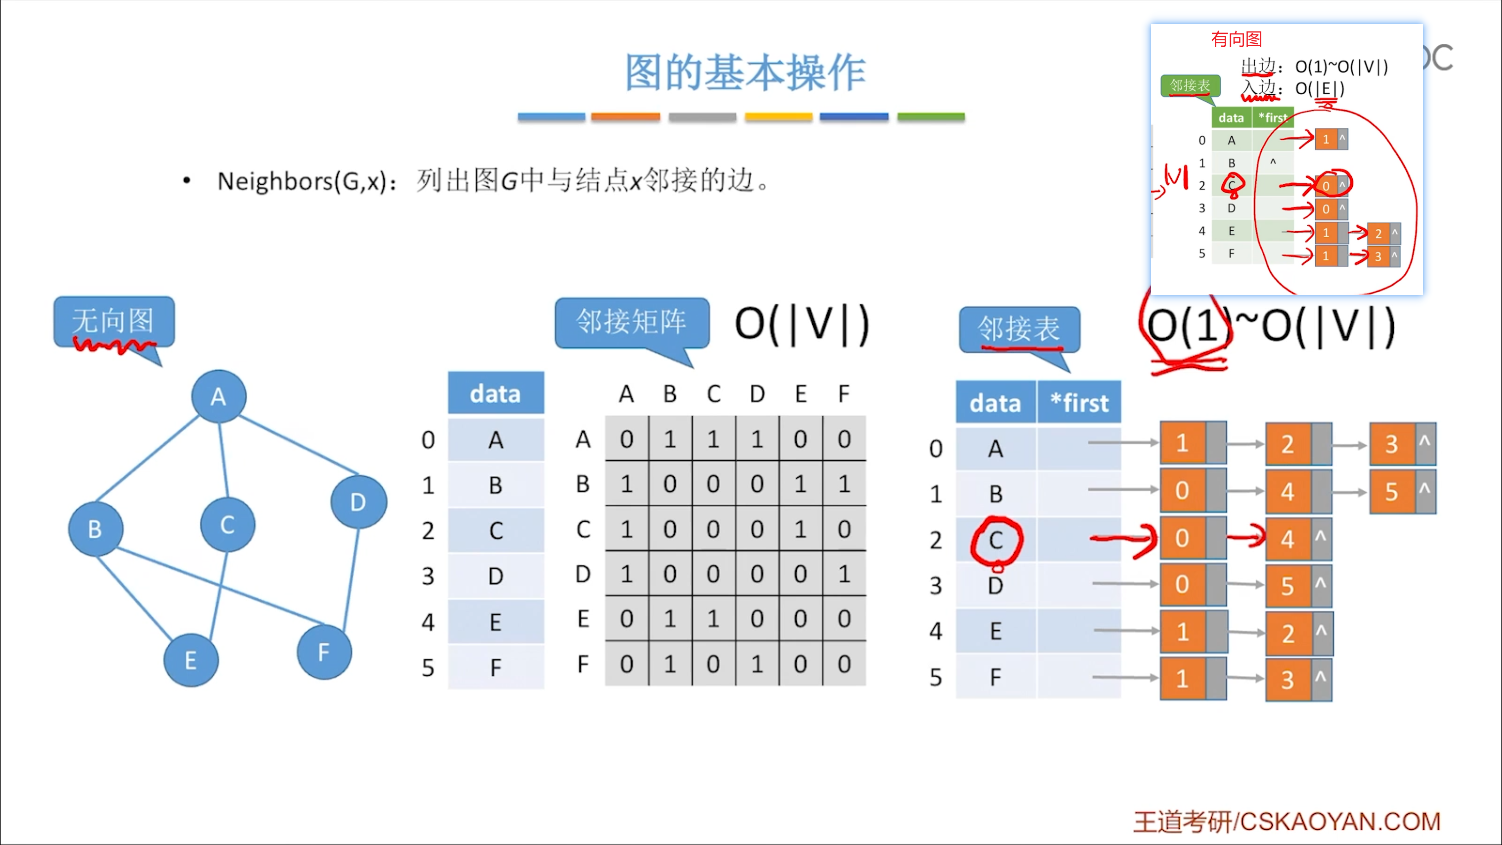 图的基本操作
OC
• Neighbors(G,x)：列出图G中与结点x邻接的边。
有向图
出边：O(1)~O(|V|)
入边：O(|E|)
邻接表
data *first
0 A 1 ^
1 B ^
2 C 0 ^
3 D 0 ^
4 E 1 2 ^
5 F 1 3 ^
|V|
无向图
A
B
C
D
E
F
data
0 A
1 B
2 C
3 D
4 E
5 F
邻接矩阵 O(|V|)
A B C D E F
A 0 1 1 1 0 0
B 1 0 0 0 1 1
C 1 0 0 0 1 0
D 1 0 0 0 0 1
E 0 1 1 0 0 0
F 0 1 0 1 0 0
邻接表 O(1)~O(|V|)
data *first
0 A 1 2 3 ^
1 B 0 4 5 ^
2 C 0 4 ^
3 D 0 5 ^
4 E 1 2 ^
5 F 1 3 ^
王道考研/CSKAOYAN.COM